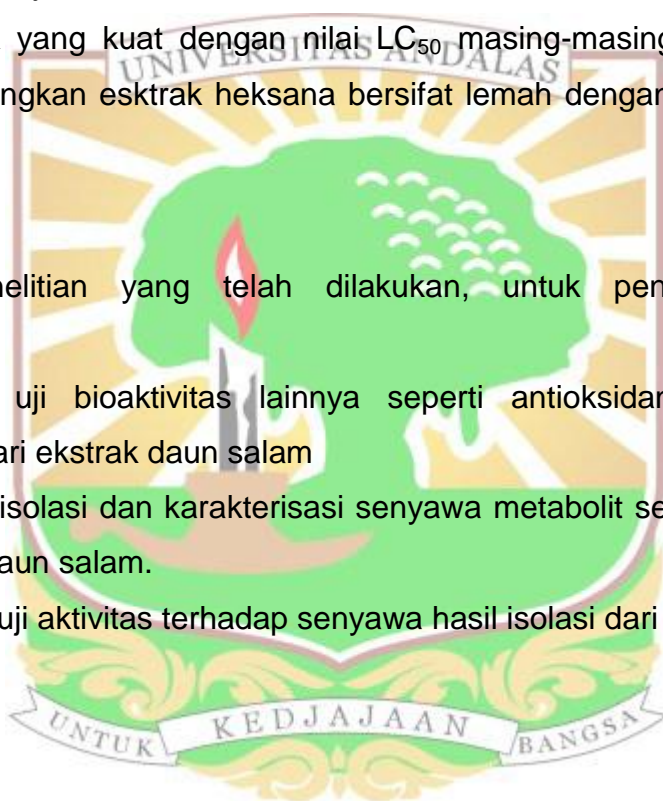 yang kuat dengan nilai LC50 masing-masing
UNIVERSITAS ANDALAS
ngkan esktrak heksana bersifat lemah dengan
nelitian yang telah dilakukan, untuk pen
uji bioaktivitas lainnya seperti antioksidan
ari ekstrak daun salam
isolasi dan karakterisasi senyawa metabolit se
aun salam.
uji aktivitas terhadap senyawa hasil isolasi dari
UNTUK KEDJAJAAN BANGSA